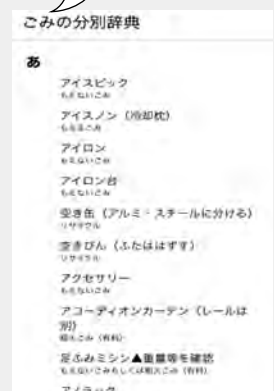 ごみの分別辞典
あ
アイスピック
もえないごみ
アイスノン（冷却枕）
もえるごみ
アイロン
もえないごみ
アイロン台
もえないごみ
空き缶（アルミ・スチールに分ける）
リサイクル
空きびん（ふたははずす）
リサイクル
アクセサリー
もえないごみ
アコーディオンカーテン（レールは
別）
粗大ごみ（有料）
足ふみミシン▲重量等を確認
もえないごみもしくは粗大ごみ（有料）